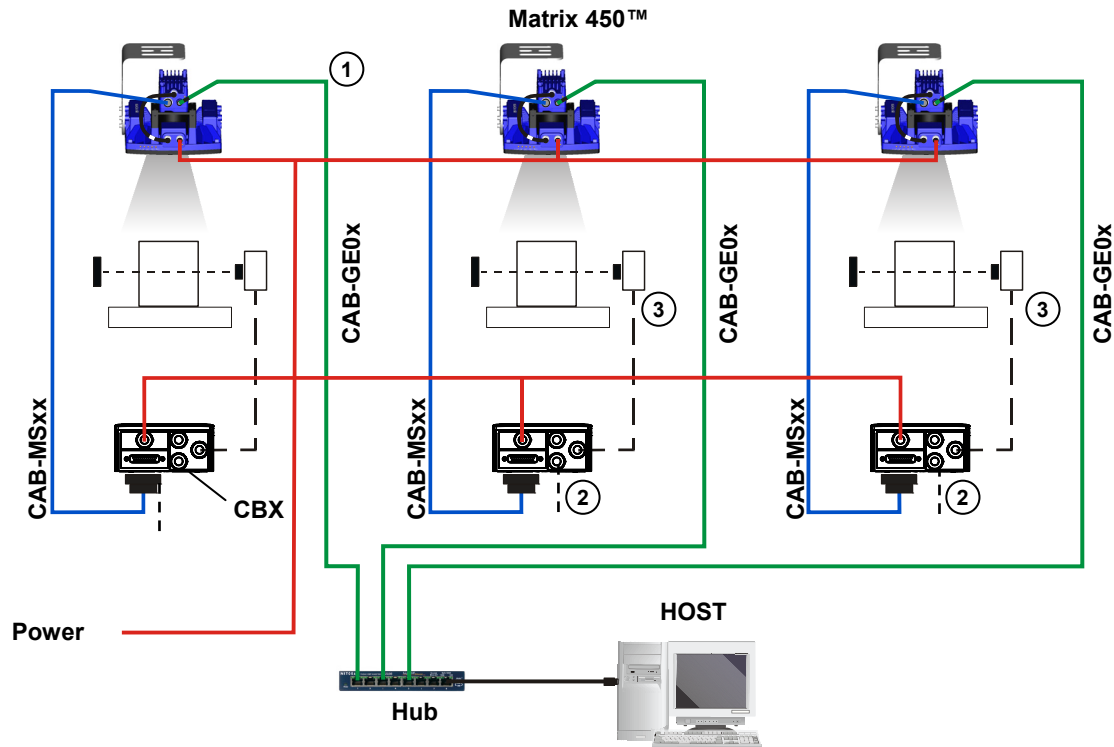 Matrix 450™
1
CAB-GE0x
CAB-GE0x
CAB-GE0x
3
3
CAB-MSxx
CAB-MSxx
CAB-MSxx
CBX
2
2
Power
HOST
NETGEAR
Hub